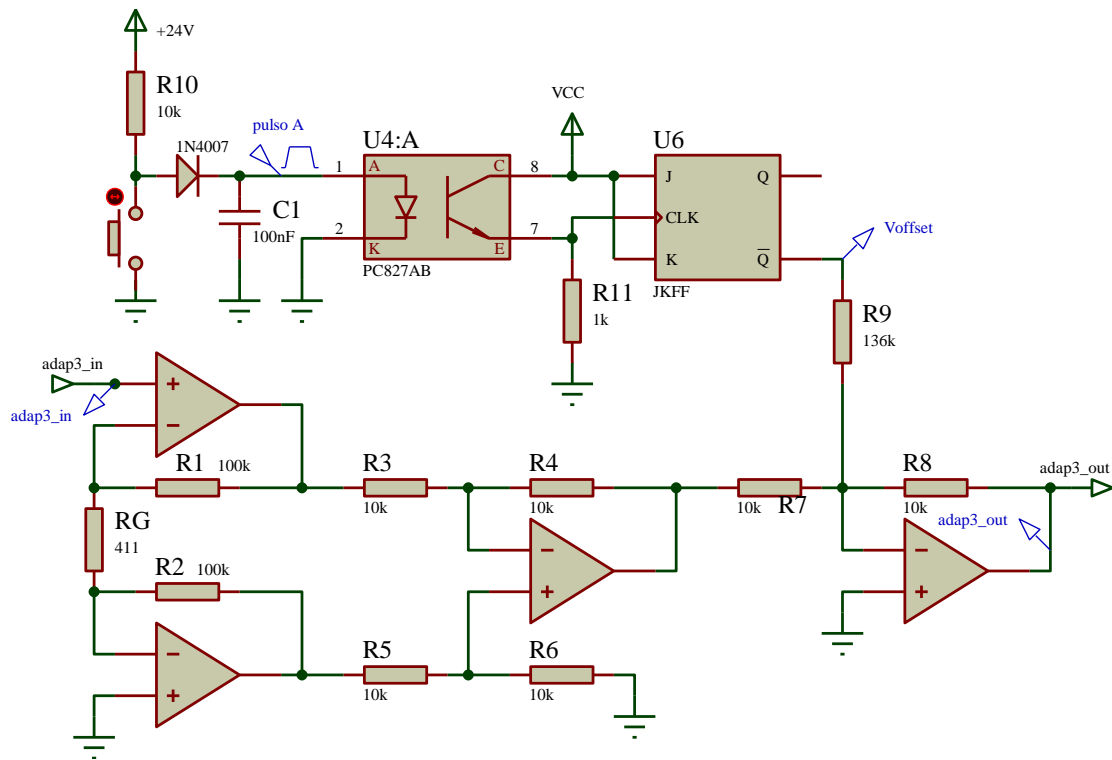 +24V
R10
10k
1N4007
pulso A
C1
100nF
U4:A
1
A
C
8
2
K
E
7
PC827AB
VCC
R11
1k
U6
J
Q
CLK
K
Q
JKFF
Voffset
R9
136k
adap3_in
adap3_in
+
−
R1 100k
RG
411
R2 100k
−
+
R3
10k
R4
10k
−
+
R5
10k
R6
10k
R7
10k
R8
10k
adap3_out
adap3_out
−
+